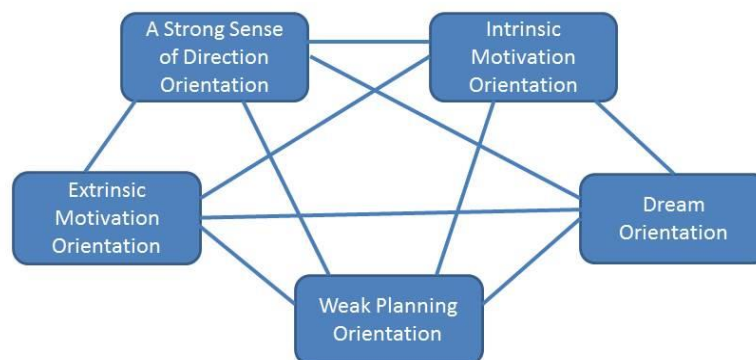 A Strong Sense
of Direction
Orientation
Intrinsic
Motivation
Orientation
Extrinsic
Motivation
Orientation
Dream
Orientation
Weak Planning
Orientation